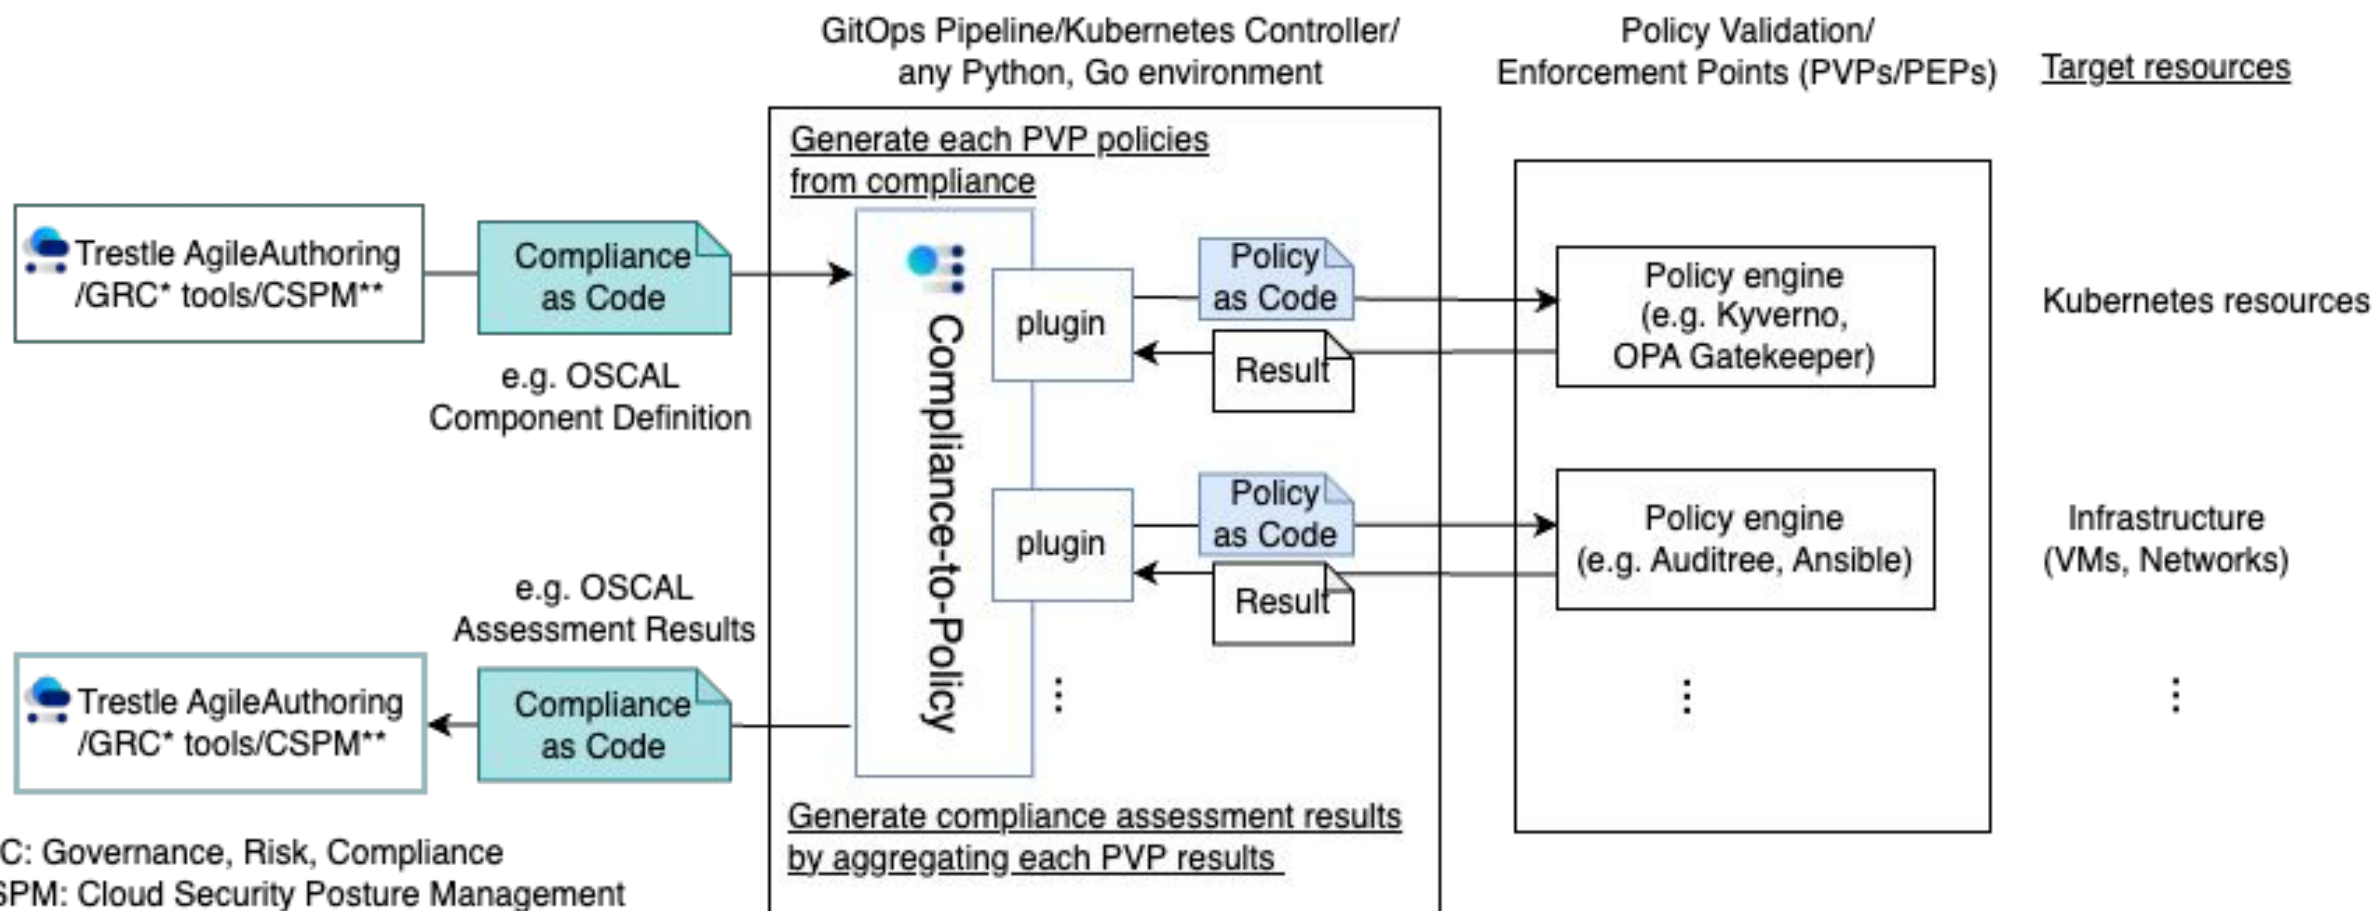 GitOps Pipeline/Kubernetes Controller/
any Python, Go environment
Policy Validation/
Enforcement Points (PVPs/PEPs)
Target resources
Generate each PVP policies
from compliance
Trestle AgileAuthoring
/GRC* tools/CSPM**
Compliance
as Code
e.g. OSCAL
Component Definition
Compliance-to-Policy
plugin
Policy
as Code
Result
Policy engine
(e.g. Kyverno,
OPA Gatekeeper)
Kubernetes resources
plugin
Policy
as Code
Result
Policy engine
(e.g. Auditree, Ansible)
Infrastructure
(VMs, Networks)
e.g. OSCAL
Assessment Results
Trestle AgileAuthoring
/GRC* tools/CSPM**
Compliance
as Code
⋮
⋮
⋮
Generate compliance assessment results
by aggregating each PVP results
C: Governance, Risk, Compliance
SPM: Cloud Security Posture Management